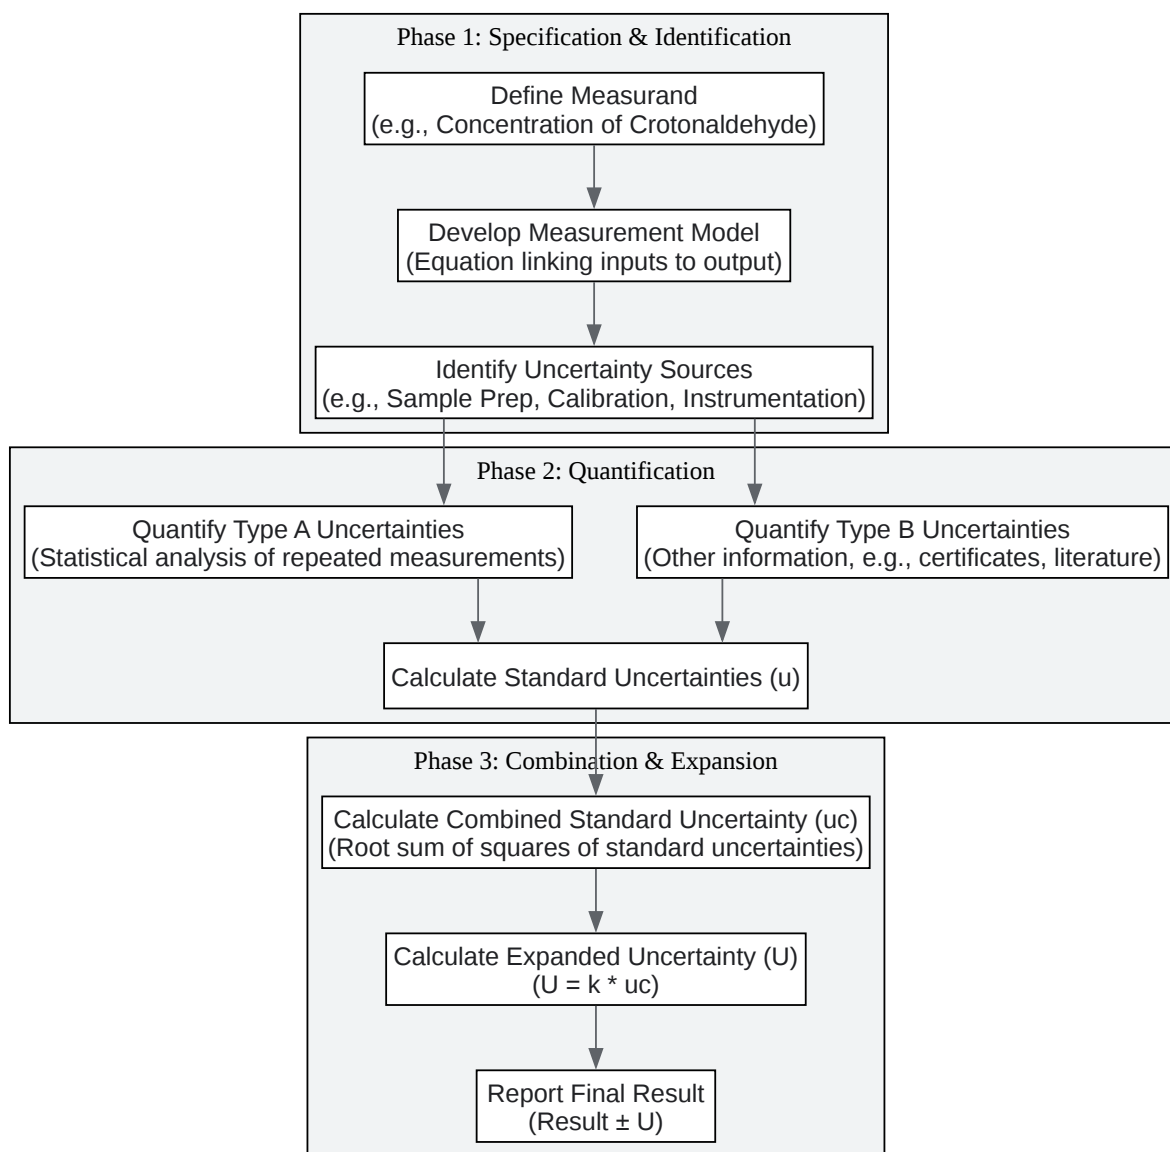 Phase 1: Specification & Identification
Define Measurand
(e.g., Concentration of Crotonaldehyde)
Develop Measurement Model
(Equation linking inputs to output)
Identify Uncertainty Sources
(e.g., Sample Prep, Calibration, Instrumentation)
Phase 2: Quantification
Quantify Type A Uncertainties
(Statistical analysis of repeated measurements)
Quantify Type B Uncertainties
(Other information, e.g., certificates, literature)
Calculate Standard Uncertainties (u)
Phase 3: Combination & Expansion
Calculate Combined Standard Uncertainty (uc)
(Root sum of squares of standard uncertainties)
Calculate Expanded Uncertainty (U)
(U = k * uc)
Report Final Result
(Result ± U)